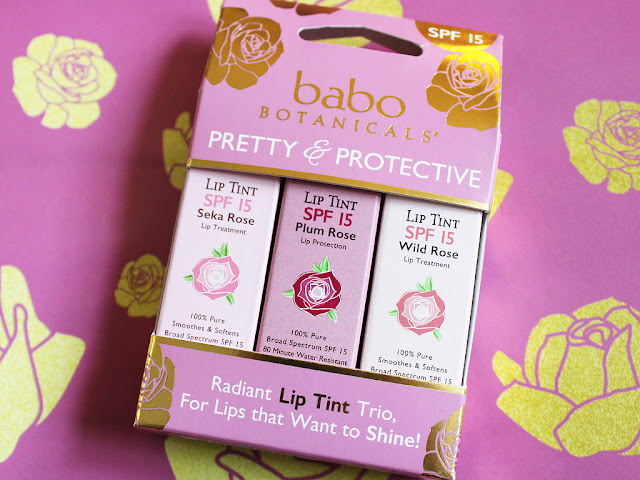 SPF 15
babo
BOTANICALS®
PRETTY & PROTECTIVE
LIP TINT
SPF 15
Seka Rose
Lip Treatment
100% Pure
Smoothes & Softens
Broad Spectrum SPF 15
LIP TINT
SPF 15
Plum Rose
Lip Protection
100% Pure
Broad Spectrum SPF 15
80 Minute Water Resistant
LIP TINT
SPF 15
Wild Rose
Lip Treatment
100% Pure
Smoothes & Softens
Broad Spectrum SPF 15
Radiant Lip Tint Trio,
For Lips that Want to Shine!